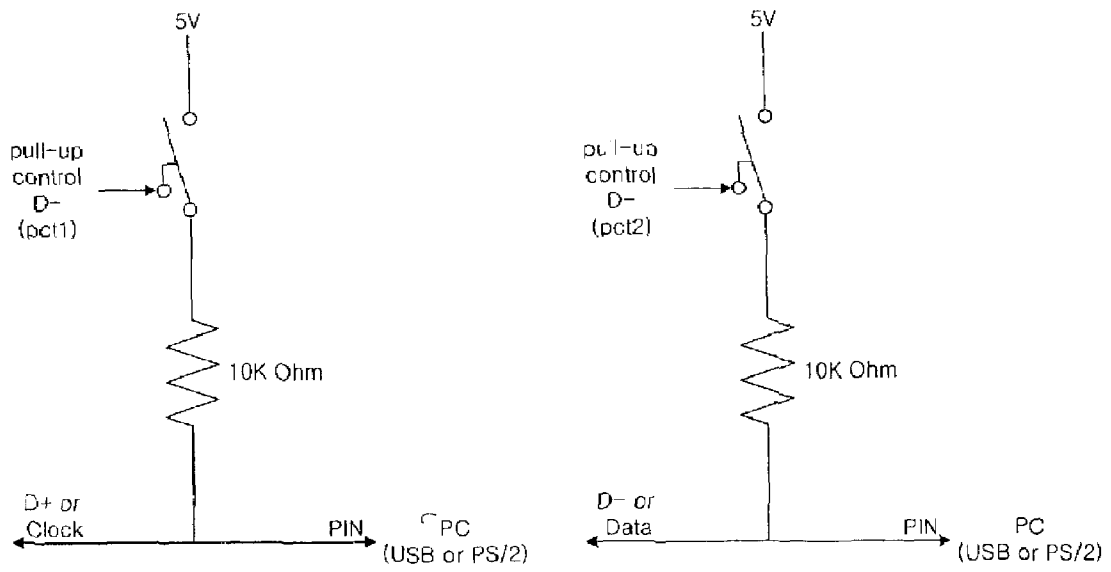 5V
pull-up
control
D-
(pct1)
10K Ohm
D+ or
Clock
PIN
PC
(USB or PS/2)
5V
pull-up
control
D-
(pct2)
10K Ohm
D- or
Data
PIN
PC
(USB or PS/2)